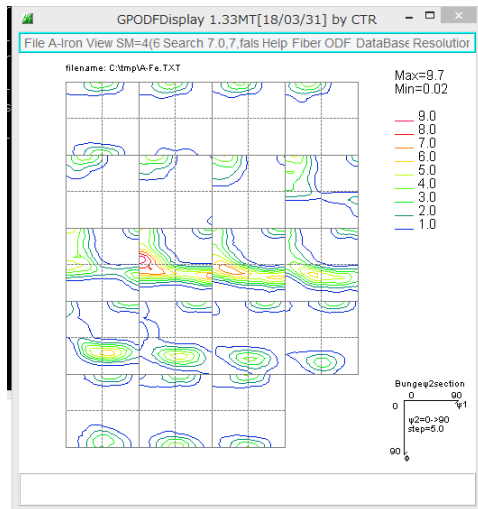 GPODFDisplay 1.33MT[18/03/31] by CTR
File A-Iron View SM=4(6 Search 7.0,7,fals Help Fiber ODF DataBase Resolution
filename: C:\tmp\A-Fe.TXT
Max=9.7
Min=0.02
9.0
8.0
7.0
6.0
5.0
4.0
3.0
2.0
1.0
Bungeψ2section
0 90
0 ψ1
ψ2=0->90
step=5.0
90
Φ